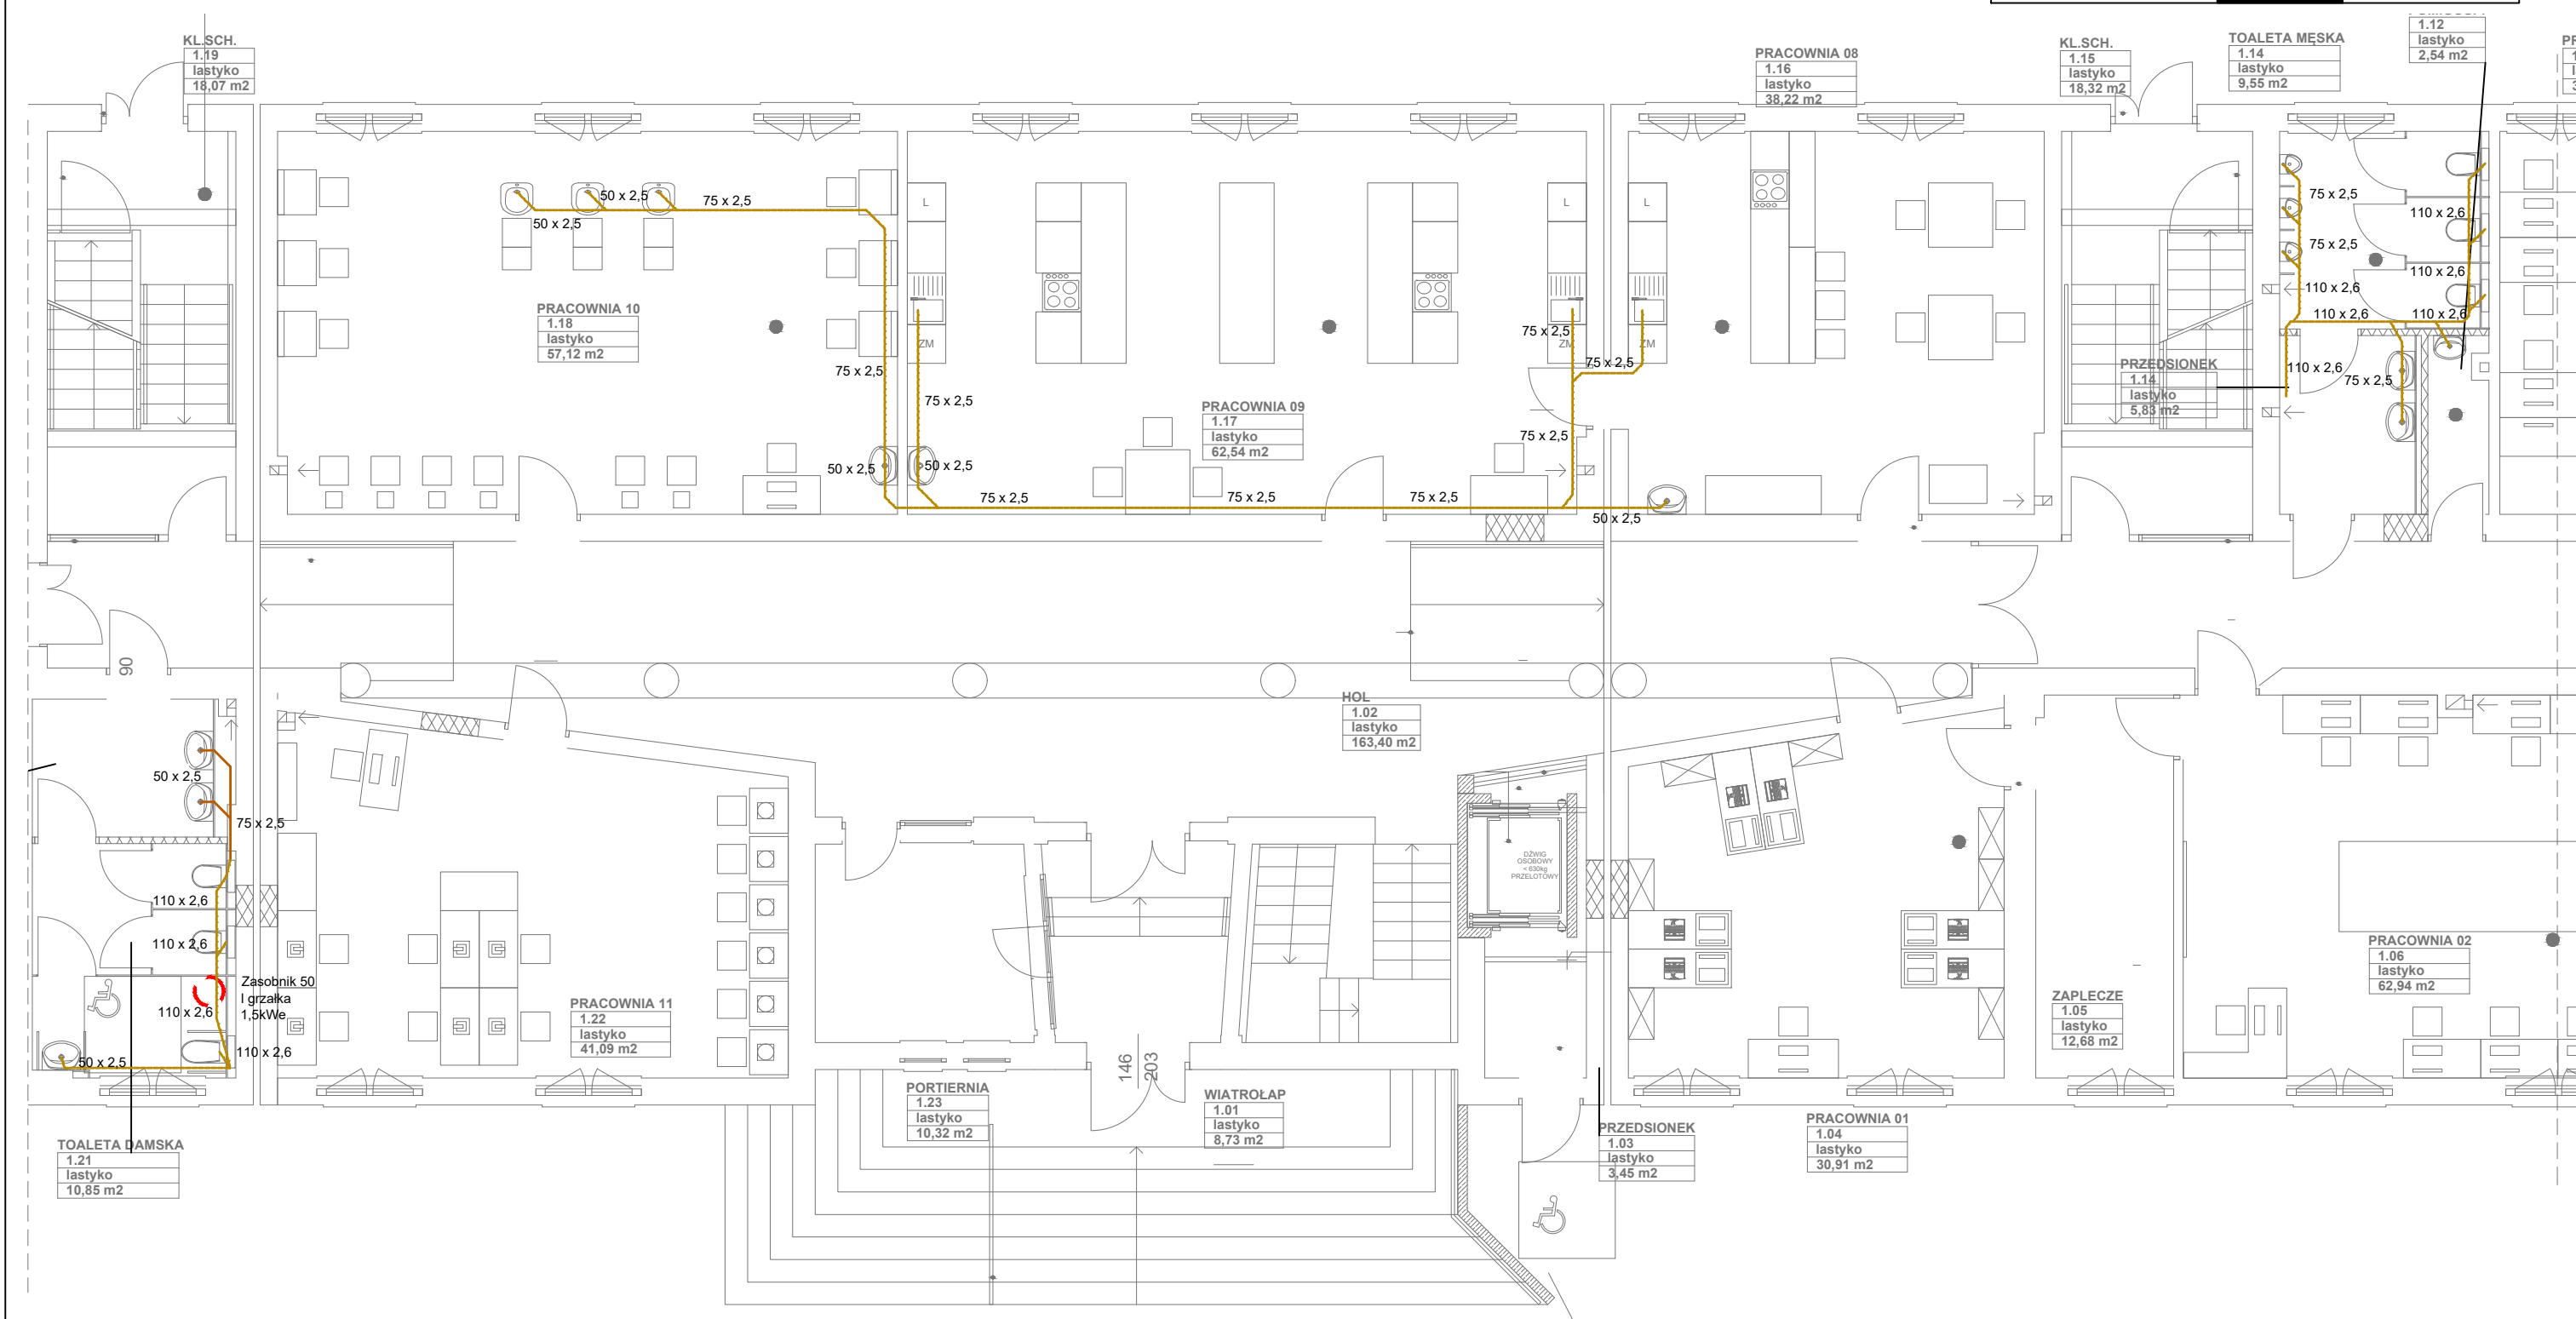 KL.SCH.
1.19
lastyko
18,07 m2
PRACOWNIA 08
1.16
lastyko
38,22 m2
KL.SCH.
1.15
lastyko
18,32 m2
TOALETA MĘSKA
1.14
lastyko
9,55 m2
1.12
lastyko
2,54 m2
50 x 2,5
75 x 2,5
50 x 2,5
L
L
L
75 x 2,5
110 x 2,6
75 x 2,5
110 x 2,6
110 x 2,6
110 x 2,6
110 x 2,6
PRACOWNIA 10
1.18
lastyko
57,12 m2
75 x 2,5
ZM
75 x 2,5
ZM
ZM
75 x 2,5
75 x 2,5
PRZEDSIONEK
1.14
lastyko
5,83 m2
110 x 2,6
75 x 2,5
75 x 2,5
PRACOWNIA 09
1.17
lastyko
62,54 m2
75 x 2,5
50 x 2,5
50 x 2,5
75 x 2,5
75 x 2,5
75 x 2,5
50 x 2,5
90
HOL
1.02
lastyko
163,40 m2
50 x 2,5
75 x 2,5
DŹWIG
OSOBOWY
< 630kg
PRZELOTOWY
110 x 2,6
110 x 2,6
Zasobnik 50
l grzałka
1,5kWe
110 x 2,6
110 x 2,6
50 x 2,5
PRACOWNIA 11
1.22
lastyko
41,09 m2
PRACOWNIA 02
1.06
lastyko
62,94 m2
ZAPLECZE
1.05
lastyko
12,68 m2
146
203
PORTIERNIA
1.23
lastyko
10,32 m2
WIATROŁAP
1.01
lastyko
8,73 m2
PRZEDSIONEK
1.03
lastyko
3,45 m2
PRACOWNIA 01
1.04
lastyko
30,91 m2
TOALETA DAMSKA
1.21
lastyko
10,85 m2